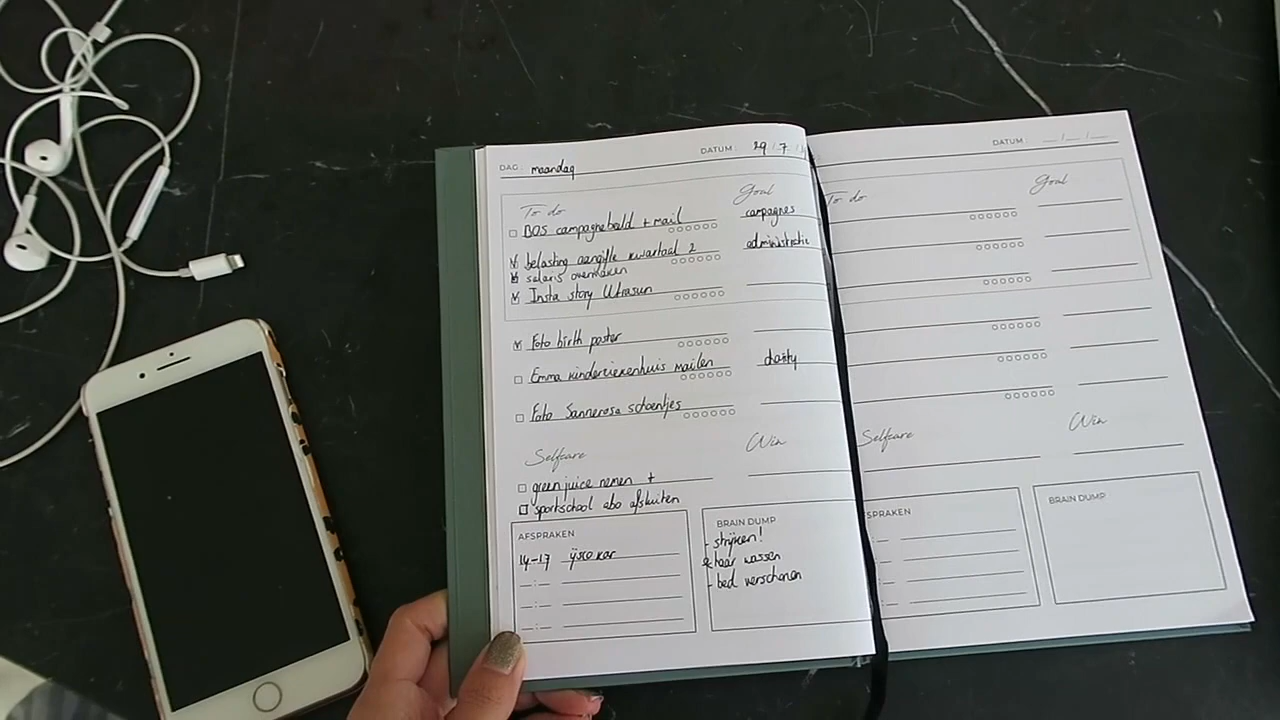 DAG: maandag DATUM: 29 / 7 /
To do Goal
BOS campagnebeeld + mail campagnes
belasting aangifte kwartaal 2 administratie
salaris overmaken
Insta story Ultrasun
Foto birth poster
Emma kinderziekenhuis mailen charity
Foto Sannerosa schoentjes
Selfcare Win
green juice nemen +
sportschool abo afsluiten
AFSPRAKEN
14-17 ijscokar
BRAIN DUMP
- strijken!
haar wassen
- bed verschonen
DATUM: / /
To do Goal
Selfcare Win
SPRAKEN
BRAIN DUMP